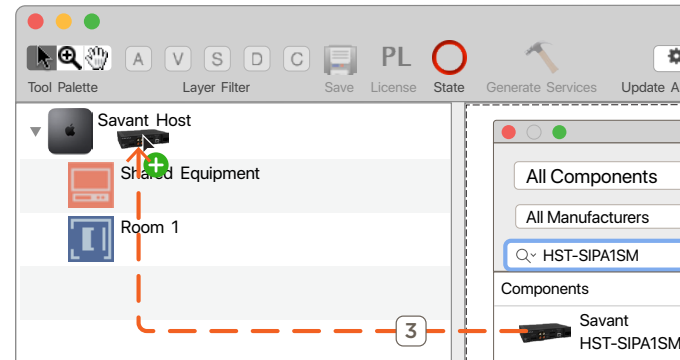 A V S D C PL
Tool Palette Layer Filter Save License State Generate Services Update A
Savant Host
Shared Equipment
Room 1
All Components
All Manufacturers
HST-SIPA1SM
Components
3
Savant
HST-SIPA1SM